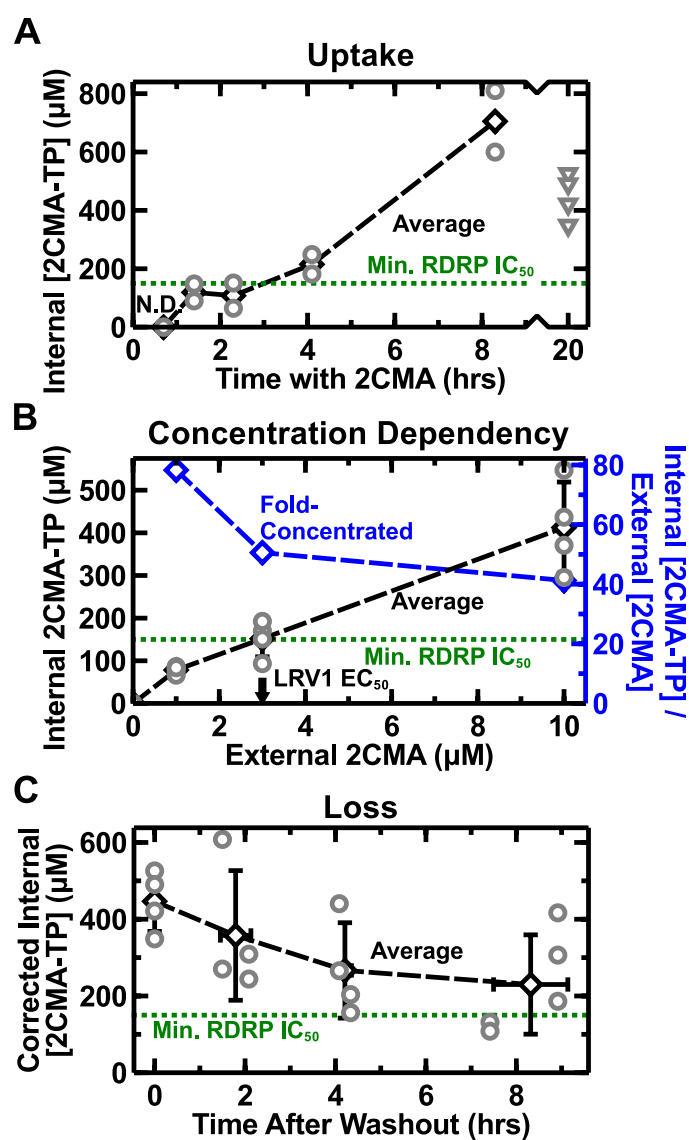 A
Uptake
Internal [2CMA-TP] (µM)
800
600
400
200
0
N.D.
Average
Min. RDRP IC50
0 2 4 6 8 20
Time with 2CMA (hrs)
B
Concentration Dependency
Internal 2CMA-TP (µM)
500
400
300
200
100
0
Fold-
Concentrated
Average
Min. RDRP IC50
LRV1 EC50
80
60
40
20
0
Internal [2CMA-TP] /
External [2CMA]
0 2 4 6 8 10
External 2CMA (µM)
C
Loss
Corrected Internal
[2CMA-TP] (µM)
600
400
200
0
Average
Min. RDRP IC50
0 2 4 6 8
Time After Washout (hrs)